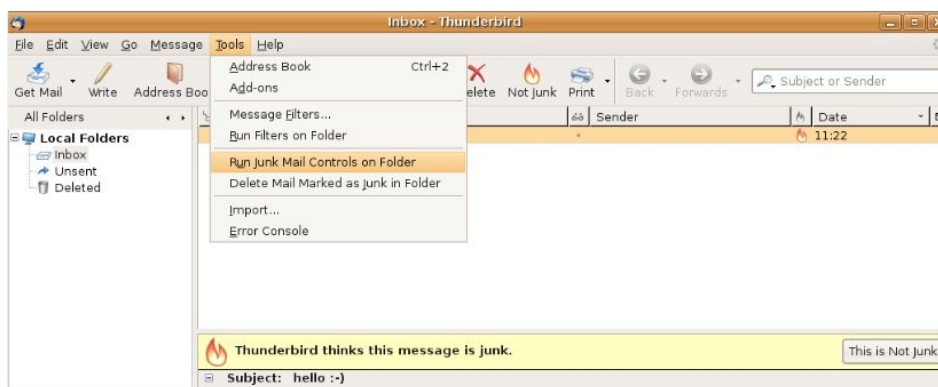 Inbox - Thunderbird
File Edit View Go Message Tools Help
Get Mail Write Address Boo elete Not Junk Print Back Forwards Subject or Sender
Address Book Ctrl+2
Add-ons
Message Filters...
Run Filters on Folder
Run Junk Mail Controls on Folder
Delete Mail Marked as Junk in Folder
Import...
Error Console
All Folders Sender Date
Local Folders 11:22
Inbox
Unsent
Deleted
Thunderbird thinks this message is junk. This is Not Junk
Subject: hello :-)